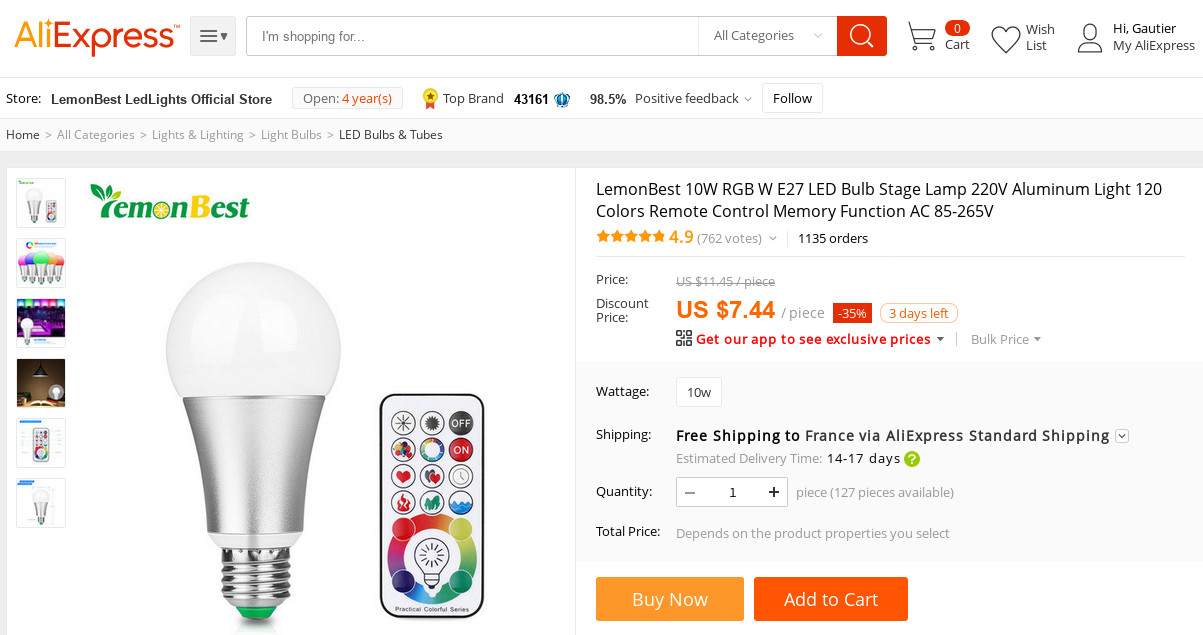 AliExpress™
I'm shopping for...
All Categories
0
Cart
Wish
List
Hi, Gautier
My AliExpress
Store: LemonBest LedLights Official Store Open: 4 year(s) Top Brand 43161 98.5% Positive feedback Follow
Home > All Categories > Lights & Lighting > Light Bulbs > LED Bulbs & Tubes
LemonBest
OFF
ON
Practical Colorful Series
LemonBest 10W RGB W E27 LED Bulb Stage Lamp 220V Aluminum Light 120
Colors Remote Control Memory Function AC 85-265V
4.9 (762 votes) 1135 orders
Price: US $11.45 / piece
Discount
Price:
US $7.44 / piece -35% 3 days left
Get our app to see exclusive prices Bulk Price
Wattage: 10w
Shipping: Free Shipping to France via AliExpress Standard Shipping
Estimated Delivery Time: 14-17 days ?
Quantity: − 1 + piece (127 pieces available)
Total Price: Depends on the product properties you select
Buy Now Add to Cart